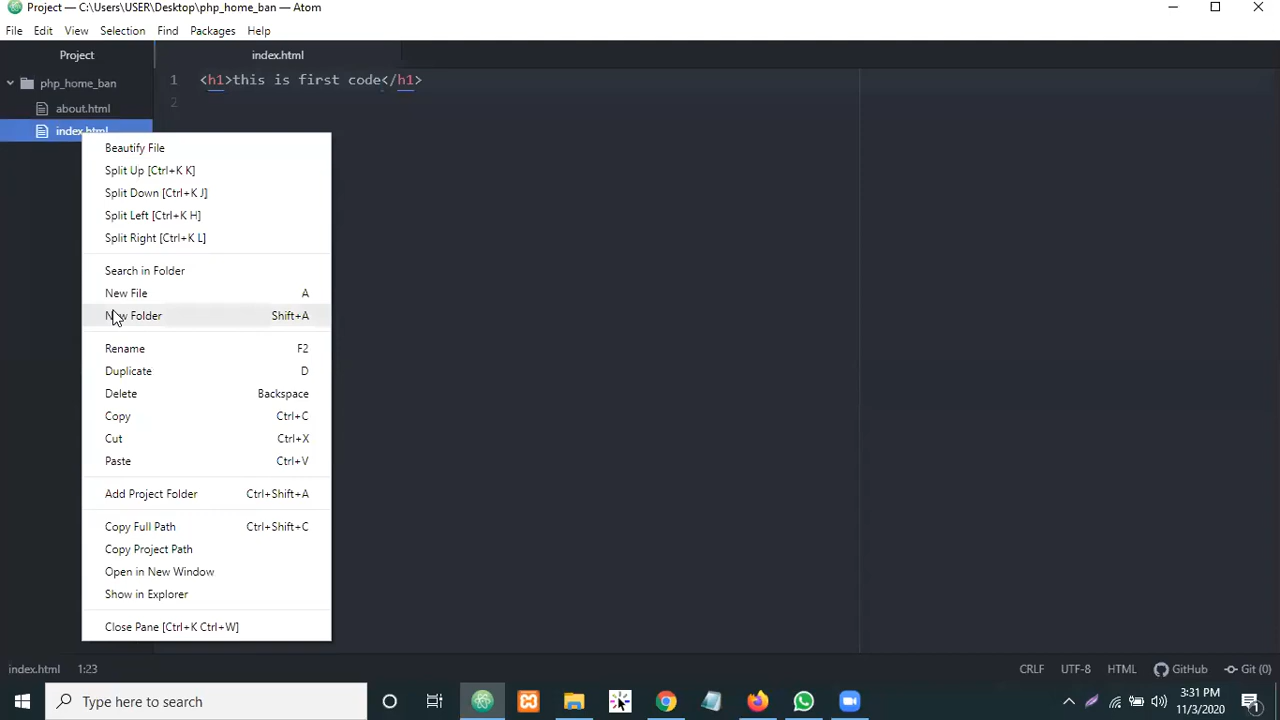 Project — C:\Users\USER\Desktop\php_home_ban — Atom
File Edit View Selection Find Packages Help
Project
index.html
php_home_ban
1 <h1>this is first code</h1>
about.html
2
index.html
Beautify File
Split Up [Ctrl+K K]
Split Down [Ctrl+K J]
Split Left [Ctrl+K H]
Split Right [Ctrl+K L]
Search in Folder
New File A
New Folder Shift+A
Rename F2
Duplicate D
Delete Backspace
Copy Ctrl+C
Cut Ctrl+X
Paste Ctrl+V
Add Project Folder Ctrl+Shift+A
Copy Full Path Ctrl+Shift+C
Copy Project Path
Open in New Window
Show in Explorer
Close Pane [Ctrl+K Ctrl+W]
index.html 1:23 CRLF UTF-8 HTML GitHub Git (0)
Type here to search
3:31 PM
11/3/2020
1